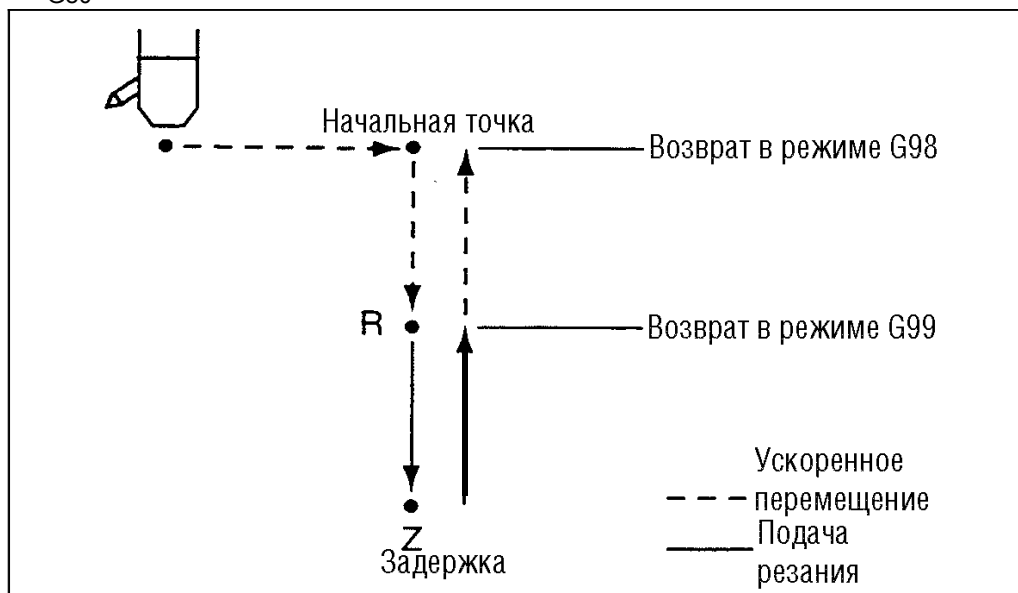 Начальная точка
Возврат в режиме G98
R
Возврат в режиме G99
Z
Задержка
Ускоренное
перемещение
Подача
резания